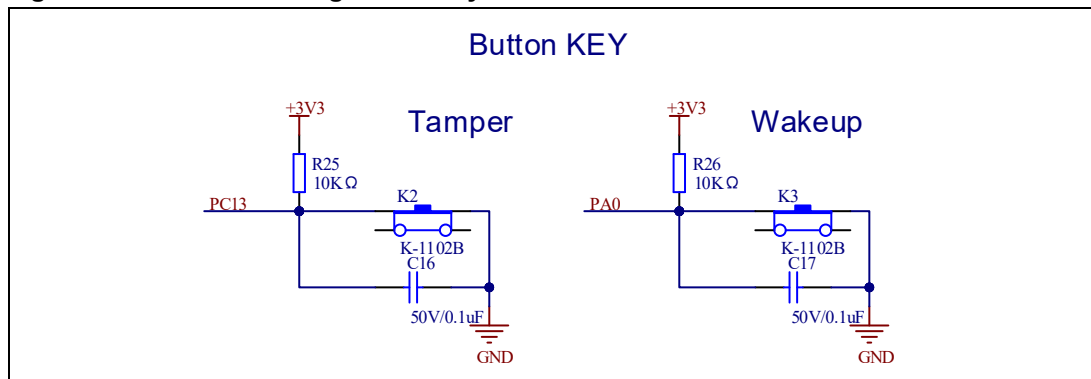 Button KEY
Tamper
+3V3
R25
10KΩ
PC13
K2
K-1102B
C16
50V/0.1uF
GND
Wakeup
+3V3
R26
10KΩ
PA0
K3
K-1102B
C17
50V/0.1uF
GND